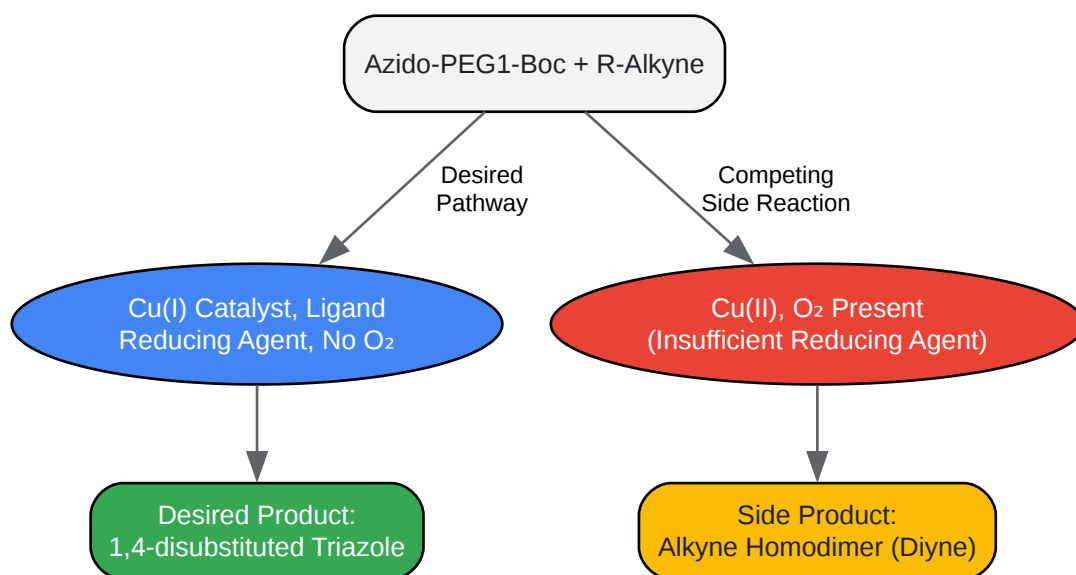 Azido-PEG1-Boc + R-Alkyne
Desired
Pathway
Competing
Side Reaction
Cu(I) Catalyst, Ligand
Reducing Agent, No O₂
Cu(II), O₂ Present
(Insufficient Reducing Agent)
Desired Product:
1,4-disubstituted Triazole
Side Product:
Alkyne Homodimer (Diyne)